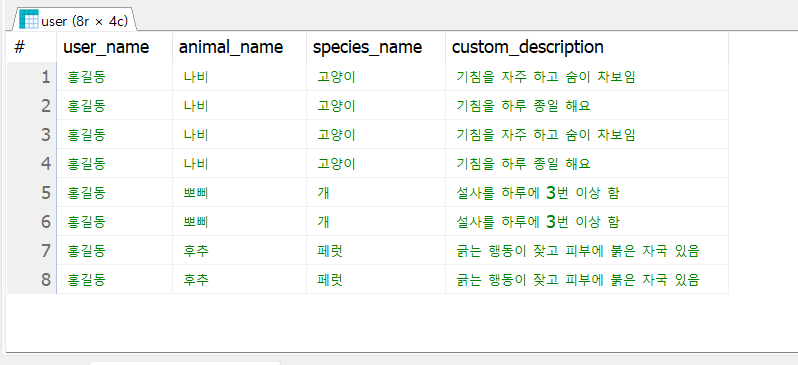 user (8r × 4c)
# user_name animal_name species_name custom_description
1 홍길동 나비 고양이 기침을 자주 하고 숨이 차보임
2 홍길동 나비 고양이 기침을 하루 종일 해요
3 홍길동 나비 고양이 기침을 자주 하고 숨이 차보임
4 홍길동 나비 고양이 기침을 하루 종일 해요
5 홍길동 뽀삐 개 설사를 하루에 3번 이상 함
6 홍길동 뽀삐 개 설사를 하루에 3번 이상 함
7 홍길동 후추 페럿 긁는 행동이 잦고 피부에 붉은 자국 있음
8 홍길동 후추 페럿 긁는 행동이 잦고 피부에 붉은 자국 있음